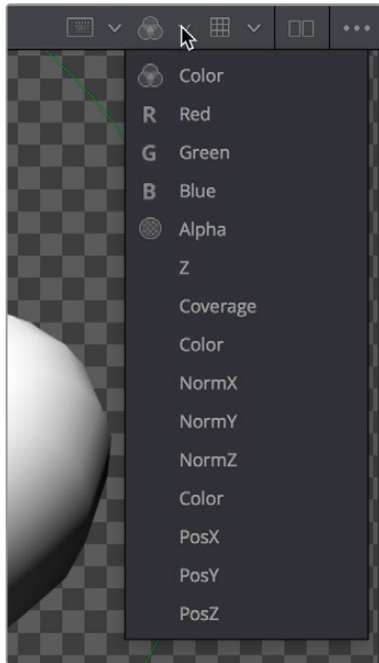 Color
R Red
G Green
B Blue
Alpha
Z
Coverage
Color
NormX
NormY
NormZ
Color
PosX
PosY
PosZ